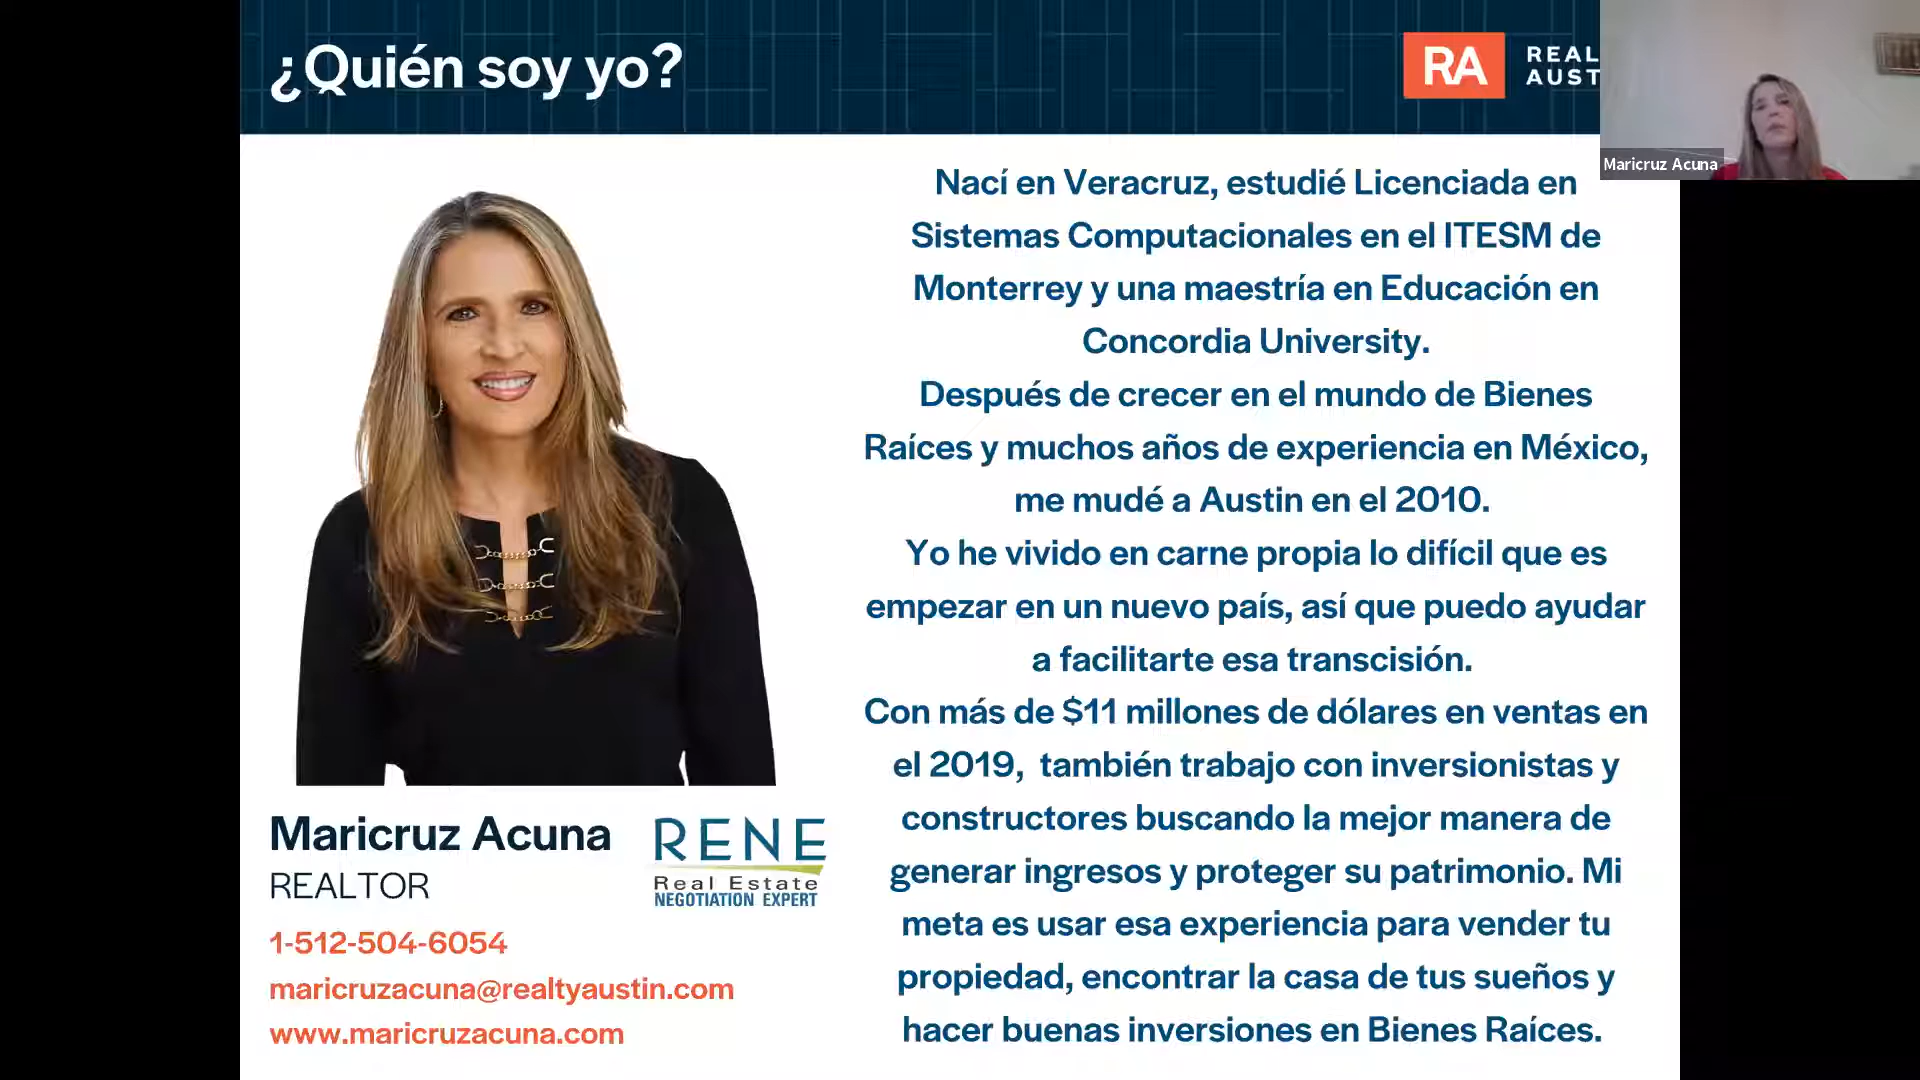 ¿Quién soy yo?
RA
REAL
AUST
Maricruz Acuna
Nací en Veracruz, estudié Licenciada en
Sistemas Computacionales en el ITESM de
Monterrey y una maestría en Educación en
Concordia University.
Después de crecer en el mundo de Bienes
Raíces y muchos años de experiencia en México,
me mudé a Austin en el 2010.
Yo he vivido en carne propia lo difícil que es
empezar en un nuevo país, así que puedo ayudar
a facilitarte esa transcisión.
Con más de $11 millones de dólares en ventas en
el 2019, también trabajo con inversionistas y
constructores buscando la mejor manera de
generar ingresos y proteger su patrimonio. Mi
meta es usar esa experiencia para vender tu
propiedad, encontrar la casa de tus sueños y
hacer buenas inversiones en Bienes Raíces.
Maricruz Acuna
REALTOR
RENE
Real Estate
NEGOTIATION EXPERT
1-512-504-6054
maricruzacuna@realtyaustin.com
www.maricruzacuna.com